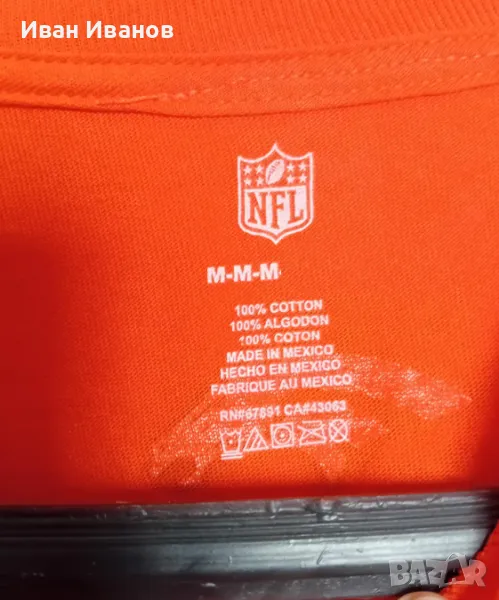 Иван Иванов
NFL
M-M-M
100% COTTON
100% ALGODON
100% COTON
MADE IN MEXICO
HECHO EN MEXICO
FABRIQUE AU MEXICO
RN#67891 CA#43063
BAZAR